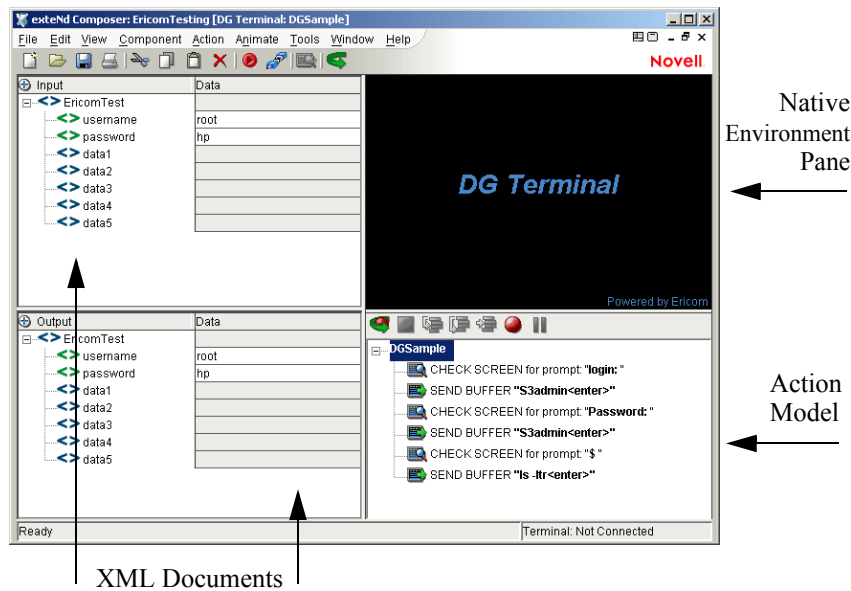 exteNd Composer: EricomTesting [DG Terminal: DGSample]
File Edit View Component Action Animate Tools Window Help
Novell.
Input Data
EricomTest
username root
password hp
data1
data2
data3
data4
data5
DG Terminal
Powered by Ericom
Native
Environment
Pane
Output Data
EricomTest
username root
password hp
data1
data2
data3
data4
data5
DGSample
CHECK SCREEN for prompt: "login: "
SEND BUFFER "S3admin<enter>"
CHECK SCREEN for prompt: "Password: "
SEND BUFFER "S3admin<enter>"
CHECK SCREEN for prompt: "$ "
SEND BUFFER "ls -ltr<enter>"
Action
Model
Ready Terminal: Not Connected
XML Documents